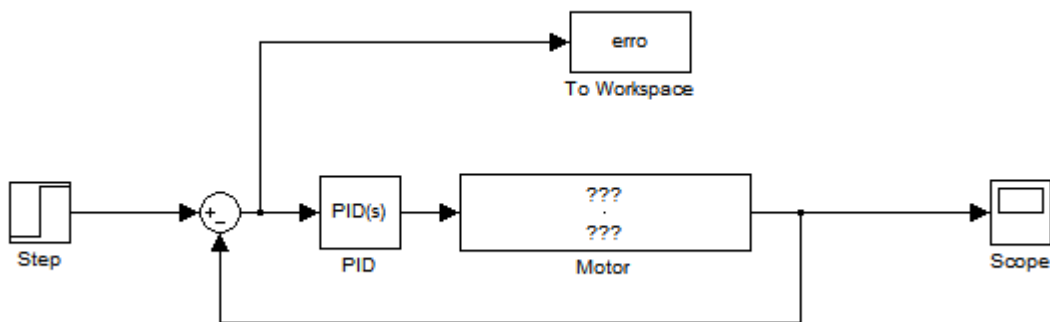 erro
To Workspace
Step
+
−
PID(s)
PID
???
???
Motor
Scope